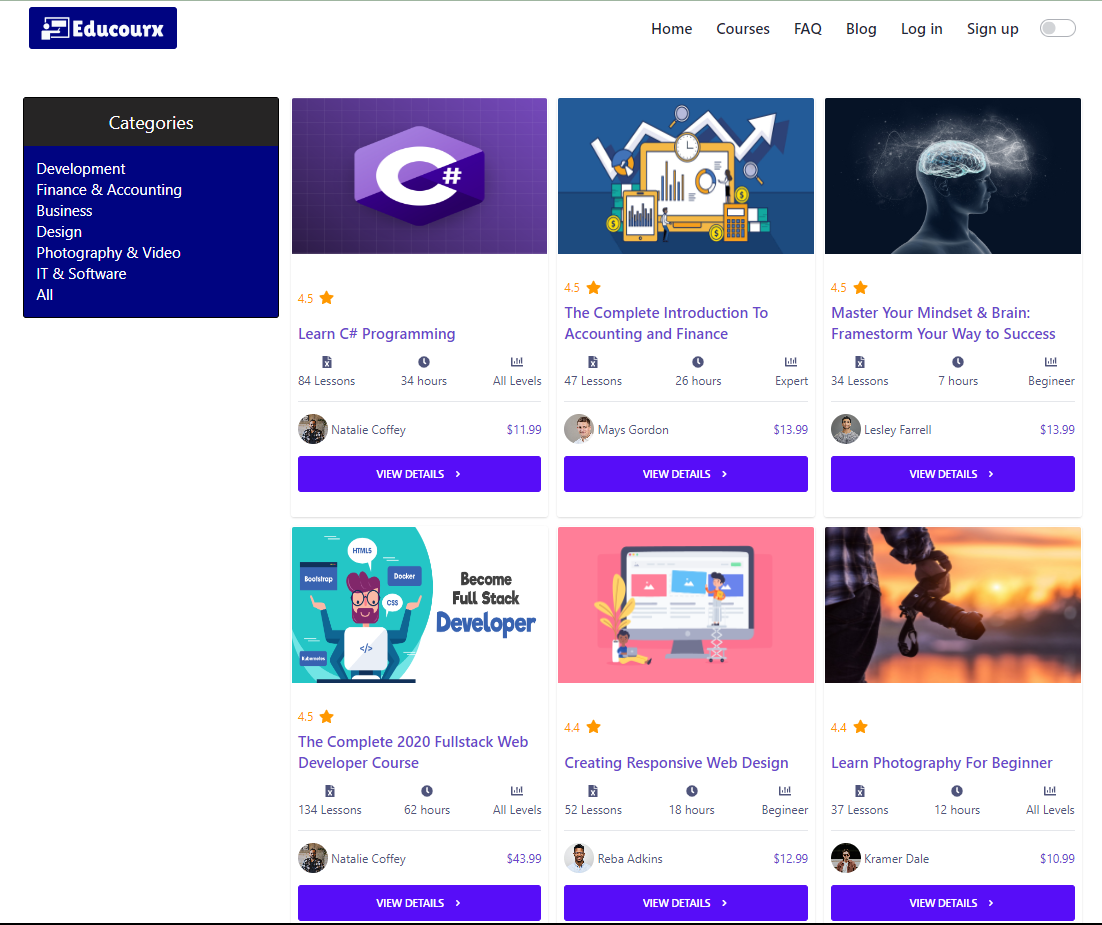 Educourx
Home Courses FAQ Blog Log in Sign up
Categories
Development
Finance & Accounting
Business
Design
Photography & Video
IT & Software
All
C#
4.5
Learn C# Programming
84 Lessons 34 hours All Levels
Natalie Coffey $11.99
VIEW DETAILS >
4.5
The Complete Introduction To
Accounting and Finance
47 Lessons 26 hours Expert
Mays Gordon $13.99
VIEW DETAILS >
4.5
Master Your Mindset & Brain:
Framestorm Your Way to Success
34 Lessons 7 hours Begineer
Lesley Farrell $13.99
VIEW DETAILS >
HTML5
Bootstrap
Docker
CSS
</>
Kubernetes
Become
Full Stack
Developer
4.5
The Complete 2020 Fullstack Web
Developer Course
134 Lessons 62 hours All Levels
Natalie Coffey $43.99
VIEW DETAILS >
4.4
Creating Responsive Web Design
52 Lessons 18 hours Begineer
Reba Adkins $12.99
VIEW DETAILS >
4.4
Learn Photography For Beginner
37 Lessons 12 hours All Levels
Kramer Dale $10.99
VIEW DETAILS >